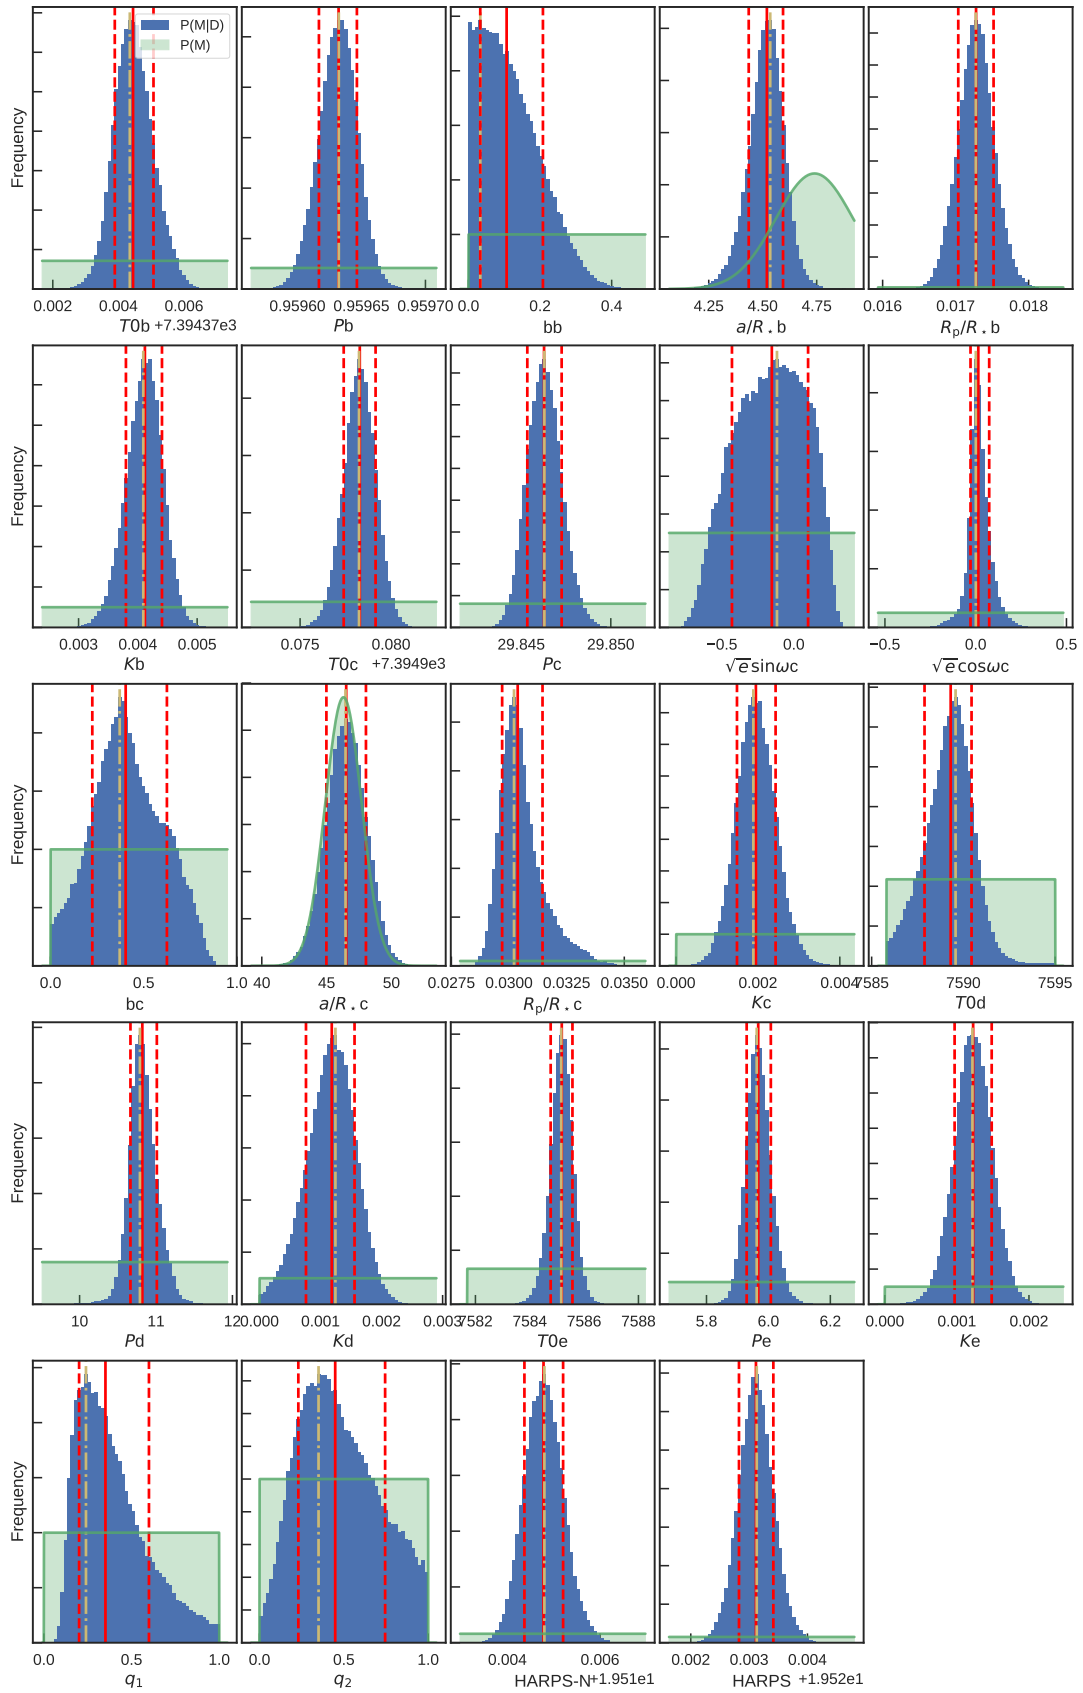 P(M|D)
P(M)
Frequency
0.002 0.004 0.006
T0b +7.39437e3
0.95960 0.95965 0.95970
Pb
0.0 0.2 0.4
bb
4.25 4.50 4.75
a/R⋆b
0.016 0.017 0.018
Rp/R⋆b
Frequency
0.003 0.004 0.005
Kb
0.075 0.080
T0c +7.3949e3
29.845 29.850
Pc
−0.5 0.0
√e sinωc
−0.5 0.0 0.5
√e cosωc
Frequency
0.0 0.5 1.0
bc
40 45 50
a/R⋆c
0.0300 0.0325 0.0350
Rp/R⋆c
0.000 0.002 0.004
Kc
7585 7590 7595
T0d
Frequency
10 11 12
Pd
0.000 0.001 0.002 0.003
Kd
7582 7584 7586 7588
T0e
5.8 6.0 6.2
Pe
0.000 0.001 0.002
Ke
Frequency
0.0 0.5 1.0
q₁
0.0 0.5 1.0
q₂
0.004 0.006
HARPS-N +1.951e1
0.002 0.003 0.004
HARPS +1.952e1